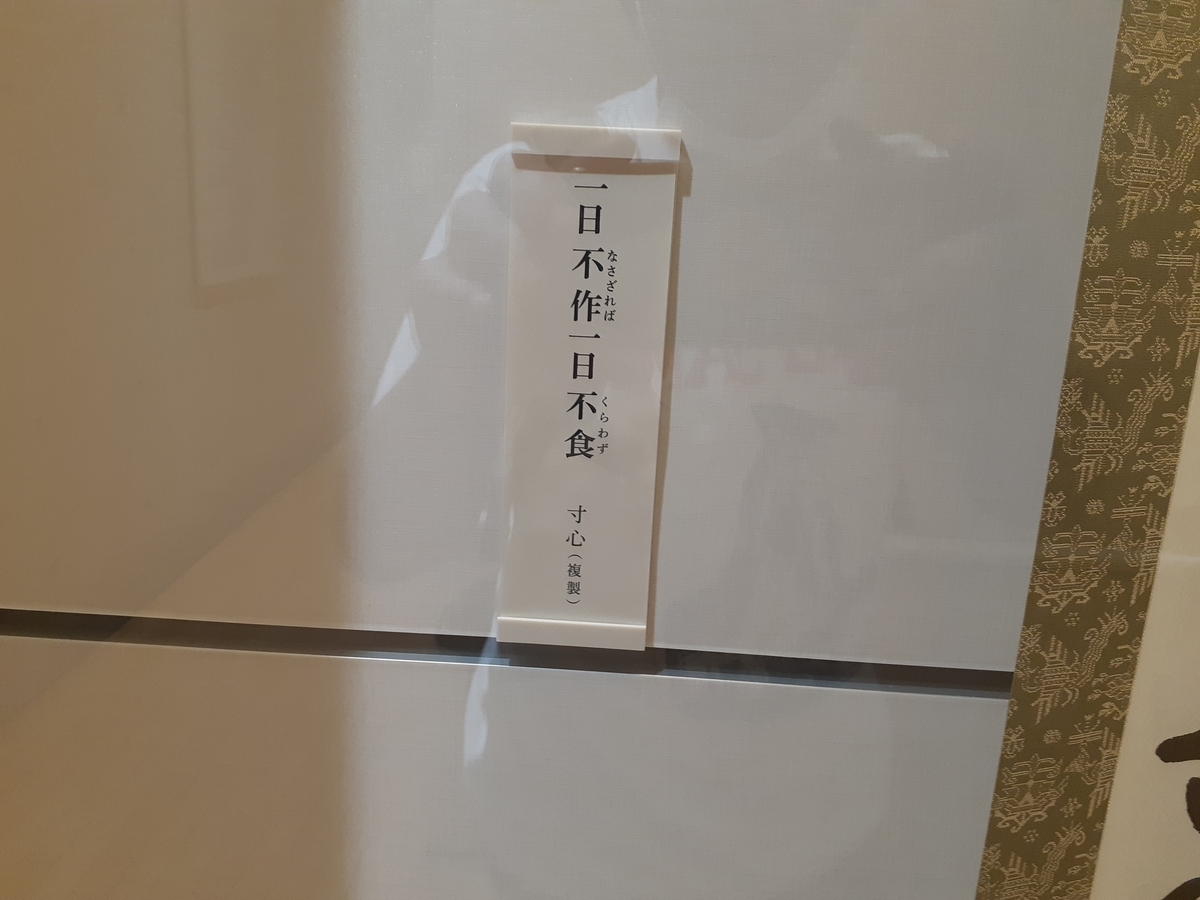 一日不作一日不食　寸心（複製）
なさざれば
くらわず